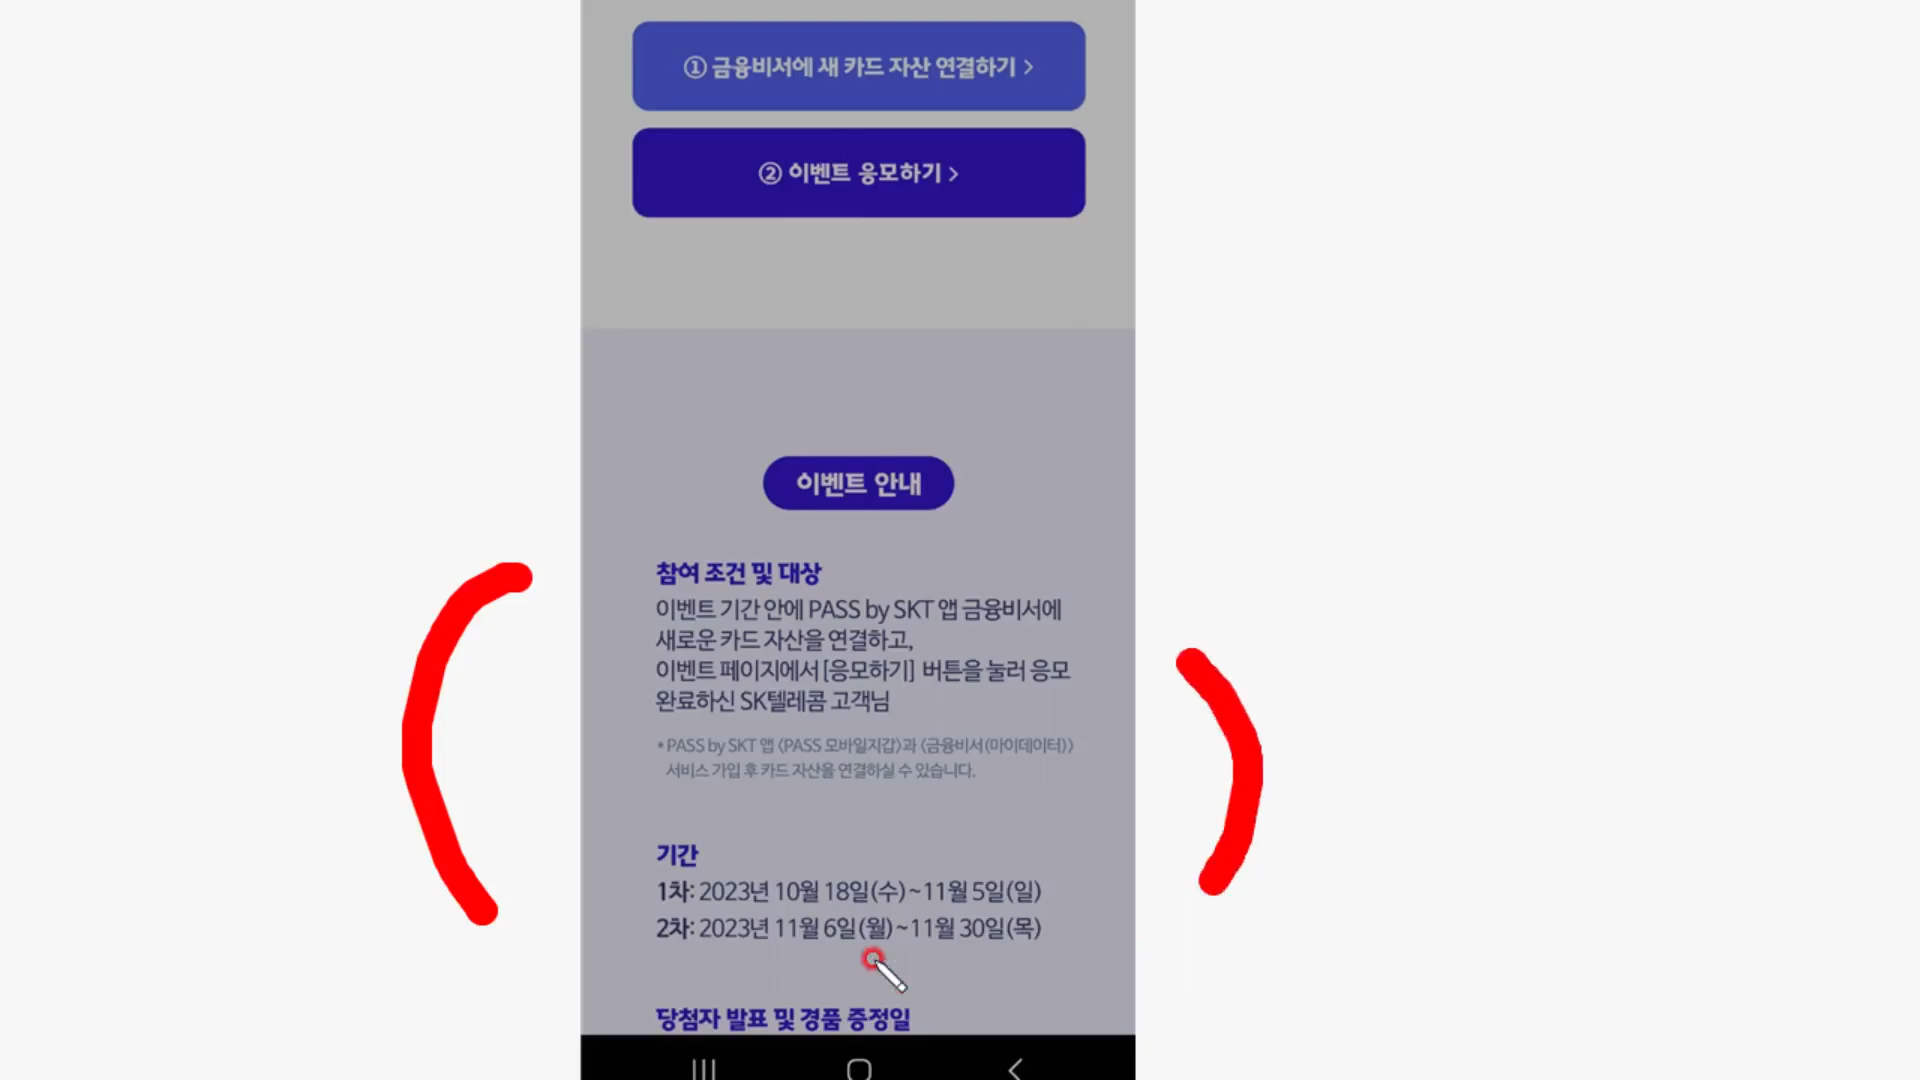 ① 금융비서에 새 카드 자산 연결하기 >
② 이벤트 응모하기 >
이벤트 안내
참여 조건 및 대상
이벤트 기간 안에 PASS by SKT 앱 금융비서에
새로운 카드 자산을 연결하고,
이벤트 페이지에서 [응모하기] 버튼을 눌러 응모
완료하신 SK텔레콤 고객님
• PASS by SKT 앱 <PASS 모바일지갑>과 <금융비서(마이데이터)>
서비스 가입 후 카드 자산을 연결하실 수 있습니다.
기간
1차: 2023년 10월 18일(수) ~ 11월 5일(일)
2차: 2023년 11월 6일(월) ~ 11월 30일(목)
당첨자 발표 및 경품 증정일